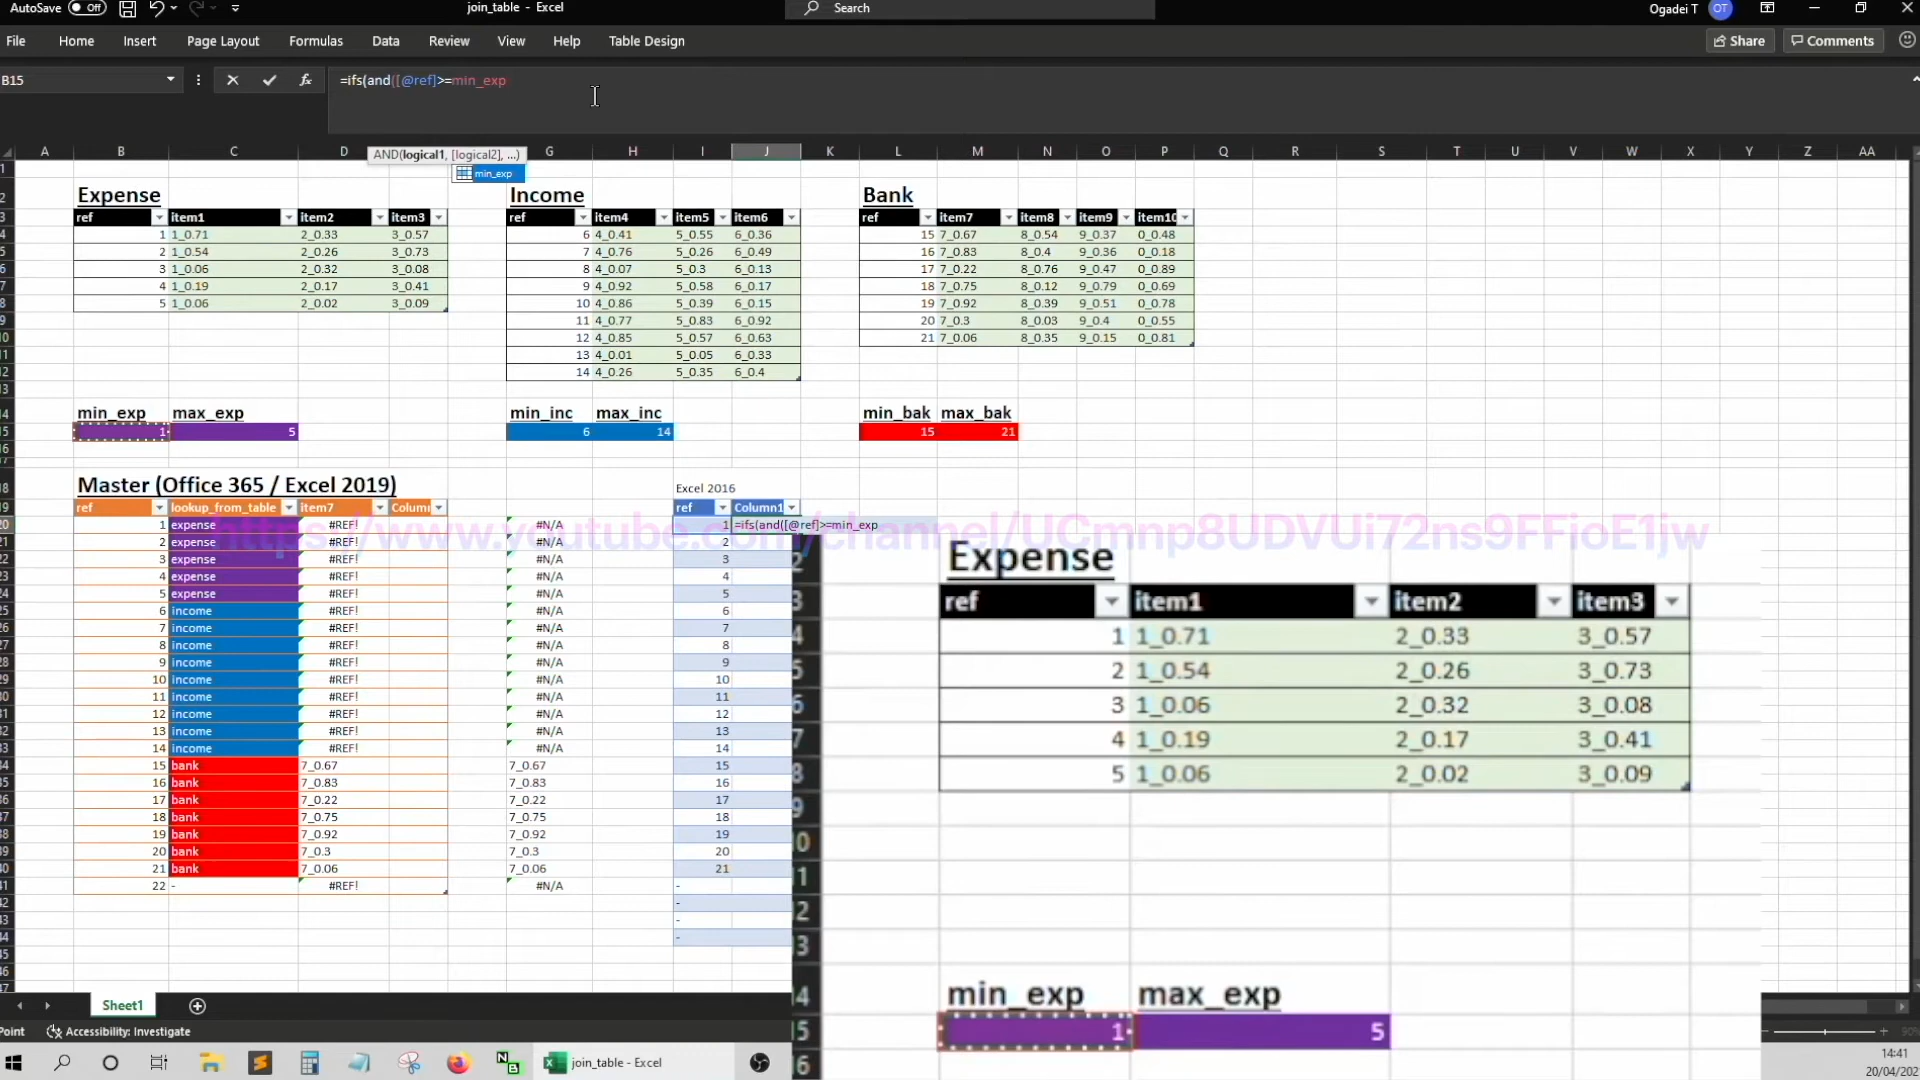 AutoSave Off
join_table - Excel
Search
Ogadei T
OT
File Home Insert Draw Page Layout Formulas Data Review View Help Table Design
Share Comments
B15
=ifs(and([@ref]>=min_exp
AND(logical1, [logical2], ...)
min_exp
A B C D G H I J K L M N O P Q R S T U V W X Y Z AA
Expense Income Bank
ref item1 item2 item3 ref item4 item5 item6 ref item7 item8 item9 item10
1 1_0.71 2_0.33 3_0.57 6 4_0.41 5_0.55 6_0.36 15 7_0.67 8_0.54 9_0.37 0_0.48
2 1_0.54 2_0.26 3_0.73 7 4_0.76 5_0.26 6_0.49 16 7_0.83 8_0.4 9_0.36 0_0.18
3 1_0.06 2_0.32 3_0.08 8 4_0.07 5_0.3 6_0.13 17 7_0.22 8_0.76 9_0.47 0_0.89
4 1_0.19 2_0.17 3_0.41 9 4_0.92 5_0.58 6_0.17 18 7_0.75 8_0.12 9_0.79 0_0.69
5 1_0.06 2_0.02 3_0.09 10 4_0.86 5_0.39 6_0.15 19 7_0.92 8_0.39 9_0.51 0_0.78
11 4_0.77 5_0.83 6_0.92 20 7_0.3 8_0.03 9_0.4 0_0.55
12 4_0.85 5_0.57 6_0.63 21 7_0.06 8_0.35 9_0.15 0_0.81
13 4_0.01 5_0.05 6_0.33
14 4_0.26 5_0.35 6_0.4
min_exp max_exp min_inc max_inc min_bak max_bak
1 5 6 14 15 21
Master (Office 365 / Excel 2019) Excel 2016
ref lookup_from_table item7 Column ref Column1
1 expense #REF! #N/A 1 =ifs(and([@ref]>=min_exp
https://www.youtube.com/channel/UCmnp8UDVUi72ns9FFioE1jw
2 expense #REF! #N/A 2
3 expense #REF! #N/A 3
4 expense #REF! #N/A 4
5 expense #REF! #N/A 5
6 income #REF! #N/A 6
7 income #REF! #N/A 7
8 income #REF! #N/A 8
9 income #REF! #N/A 9
10 income #REF! #N/A 10
11 income #REF! #N/A 11
12 income #REF! #N/A 12
13 income #REF! #N/A 13
14 income #REF! #N/A 14
15 bank 7_0.67 7_0.67 15
16 bank 7_0.83 7_0.83 16
17 bank 7_0.22 7_0.22 17
18 bank 7_0.75 7_0.75 18
19 bank 7_0.92 7_0.92 19
20 bank 7_0.3 7_0.3 20
21 bank 7_0.06 7_0.06 21
22 - #REF! #N/A -
-
-
-
Expense
ref item1 item2 item3
1 1_0.71 2_0.33 3_0.57
2 1_0.54 2_0.26 3_0.73
3 1_0.06 2_0.32 3_0.08
4 1_0.19 2_0.17 3_0.41
5 1_0.06 2_0.02 3_0.09
min_exp max_exp
1 5
Sheet1
Point Accessibility: Investigate
join_table - Excel
14:41
20/04/202